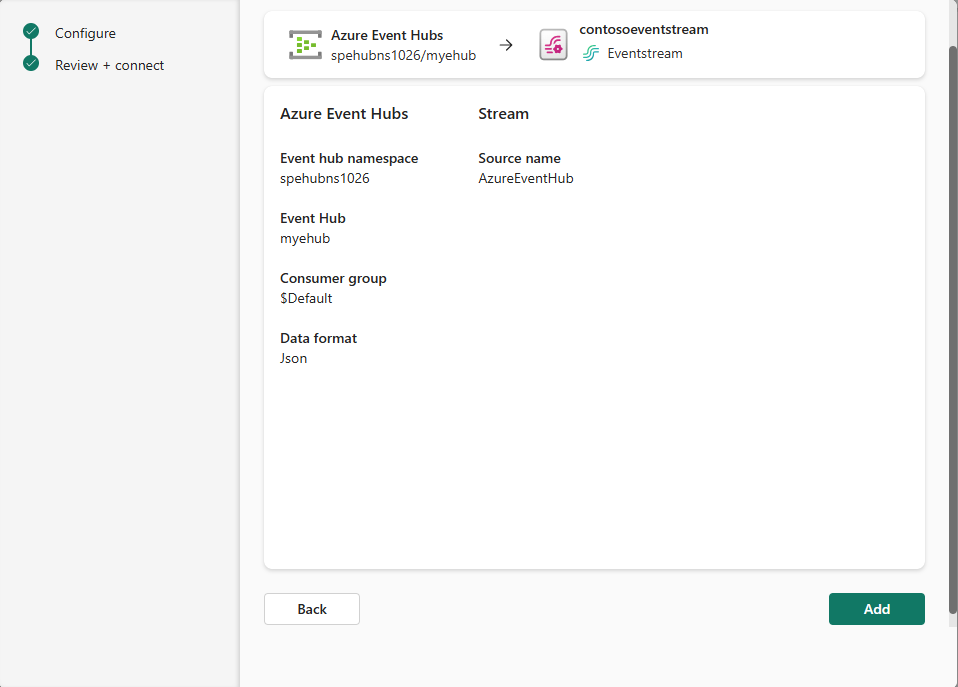 Configure
Review + connect
Azure Event Hubs
spehubns1026/myehub
contosoeventstream
Eventstream
Azure Event Hubs
Event hub namespace
spehubns1026
Event Hub
myehub
Consumer group
$Default
Data format
Json
Stream
Source name
AzureEventHub
Back
Add